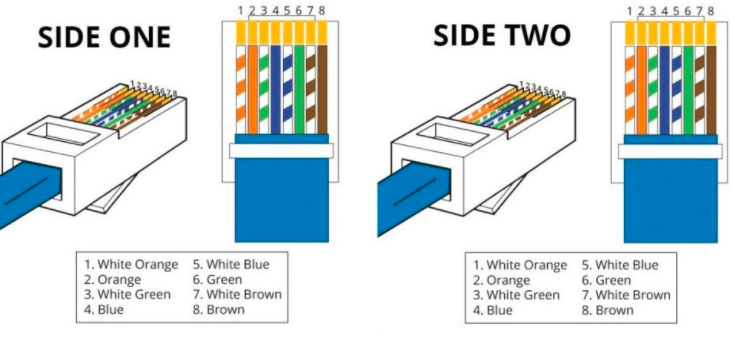 SIDE ONE
1 2 3 4 5 6 7 8
12345678
1. White Orange 5. White Blue
2. Orange 6. Green
3. White Green 7. White Brown
4. Blue 8. Brown
SIDE TWO
1 2 3 4 5 6 7 8
12345678
1. White Orange 5. White Blue
2. Orange 6. Green
3. White Green 7. White Brown
4. Blue 8. Brown